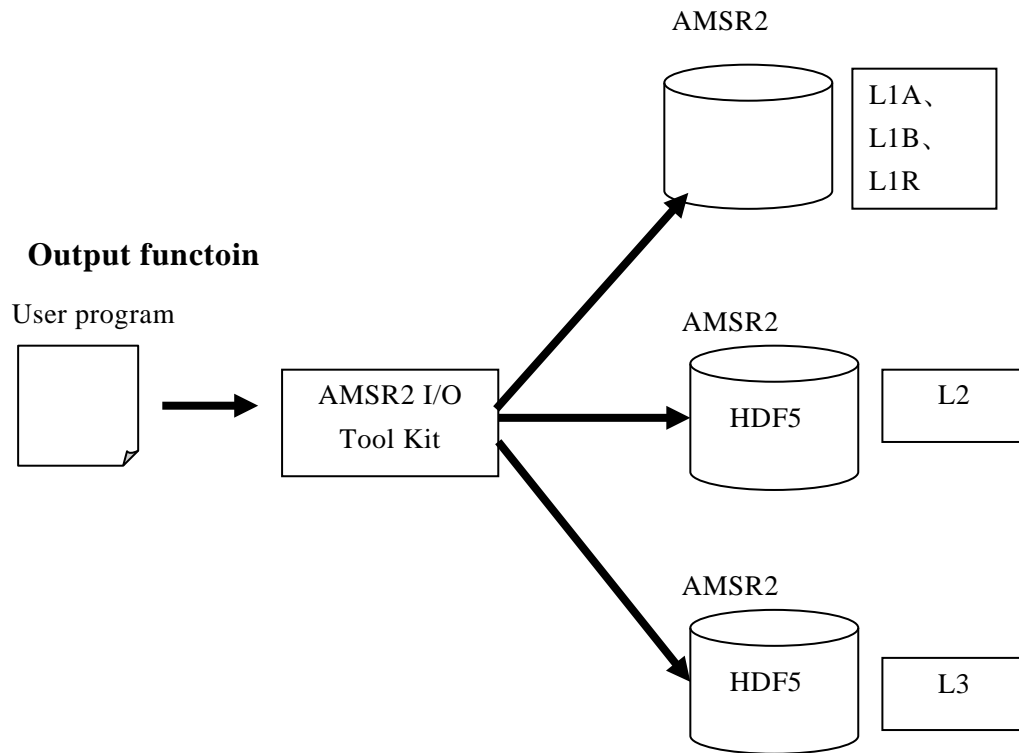 AMSR2
L1A、
L1B、
L1R
Output functoin
User program
AMSR2 I/O
Tool Kit
AMSR2
HDF5
L2
AMSR2
HDF5
L3